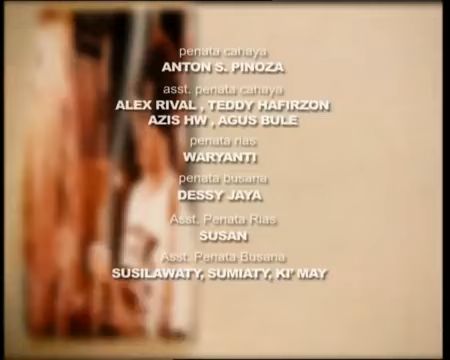 penata cahaya
ANTON S. PINOZA
asst. penata cahaya
ALEX RIVAL , TEDDY HAFIRZON
AZIS HW , AGUS BULE
penata rias
WARYANTI
penata busana
DESSY JAYA
Asst. Penata Rias
SUSAN
Asst. Penata Busana
SUSILAWATY, SUMIATY, KI' MAY